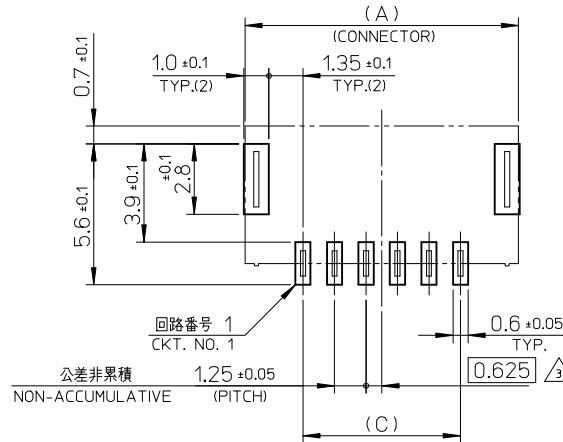 (A)
(CONNECTOR)
0.7 ±0.1
1.0 ±0.1
TYP.(2)
1.35 ±0.1
TYP.(2)
5.6 ±0.1
3.9 ±0.1
2.8 ±0.1
回路番号 1
CKT. NO. 1
0.6 ±0.05
TYP.
公差非累積
NON-ACCUMULATIVE
1.25 ±0.05
(PITCH)
0.625
3
(C)